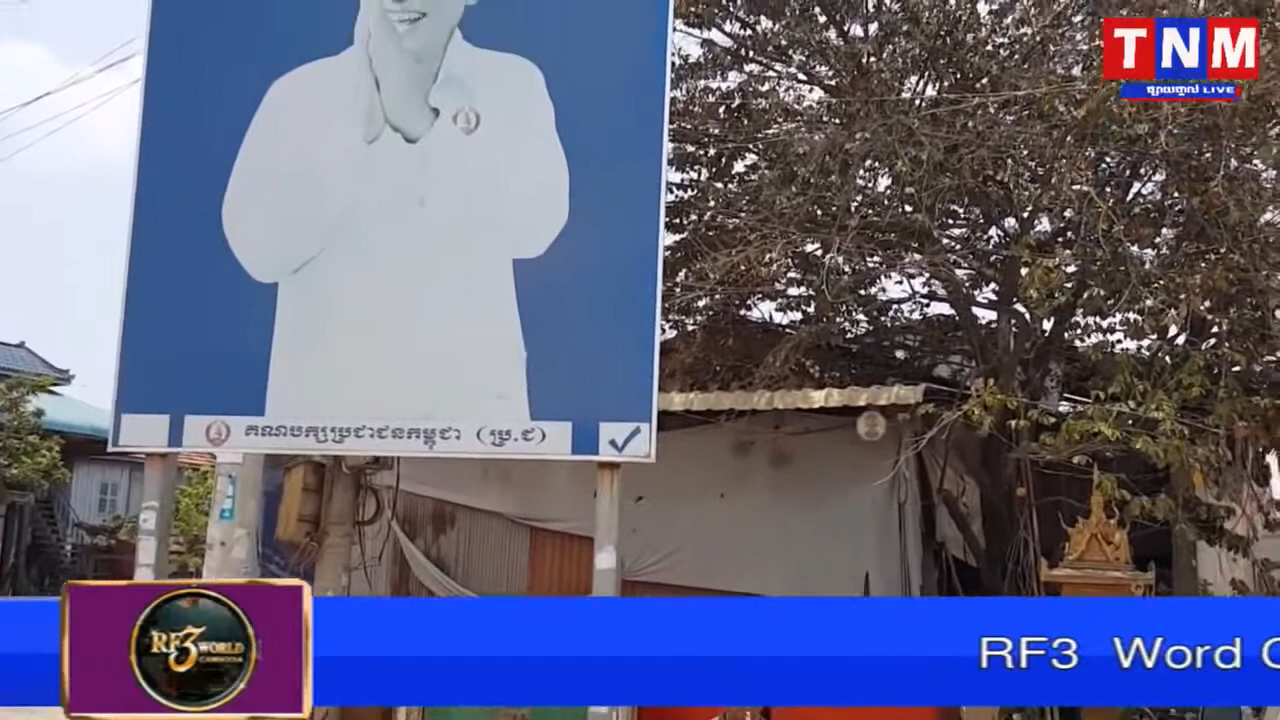 TNM
ផ្សាយផ្ទាល់ LIVE
គណបក្សប្រជាជនកម្ពុជា (ប្រ.ជ)
RF3 WORLD
CAMBODIA
RF3 Word C